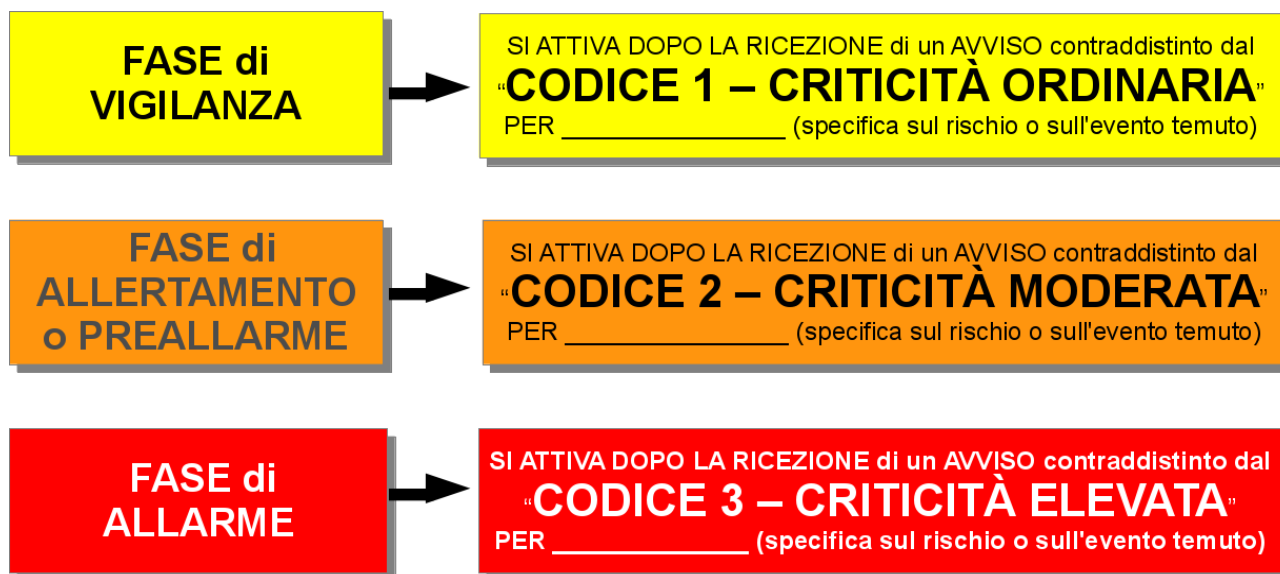 FASE di
VIGILANZA
SI ATTIVA DOPO LA RICEZIONE di un AVVISO contraddistinto dal
“CODICE 1 – CRITICITÀ ORDINARIA”
PER _________________ (specifica sul rischio o sull'evento temuto)
FASE di
ALLERTAMENTO
o PREALLARME
SI ATTIVA DOPO LA RICEZIONE di un AVVISO contraddistinto dal
“CODICE 2 – CRITICITÀ MODERATA”
PER _________________ (specifica sul rischio o sull'evento temuto)
FASE di
ALLARME
SI ATTIVA DOPO LA RICEZIONE di un AVVISO contraddistinto dal
“CODICE 3 – CRITICITÀ ELEVATA”
PER _______________ (specifica sul rischio o sull'evento temuto)